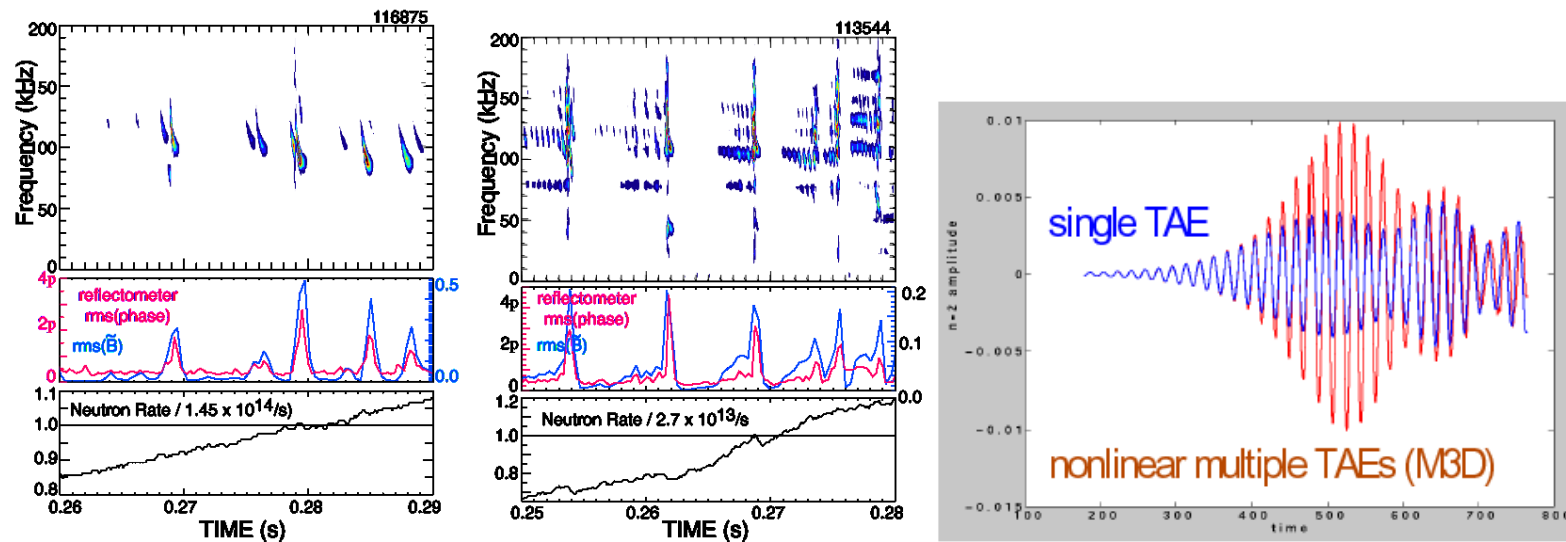 116875
200
150
100
50
0
Frequency (kHz)
4p
2p
0
reflectometer
rms(phase)
rms(B̃)
0.5
0.0
1.1
1.0
0.9
0.8
Neutron Rate / 1.45 x 10¹⁴/s
0.26 0.27 0.28 0.29
TIME (s)
113544
200
150
100
50
0
Frequency (kHz)
4p
2p
0
reflectometer
rms(phase)
rms(B̃)
0.2
0.1
0.0
1.2
1.0
Neutron Rate / 2.7 x 10¹³/s
0.25 0.26 0.27 0.28
TIME (s)
0.01
0.005
0
-0.005
-0.01
-0.015
n=2 amplitude
single TAE
nonlinear multiple TAEs (M3D)
100 200 300 400 500 600 700 800
time